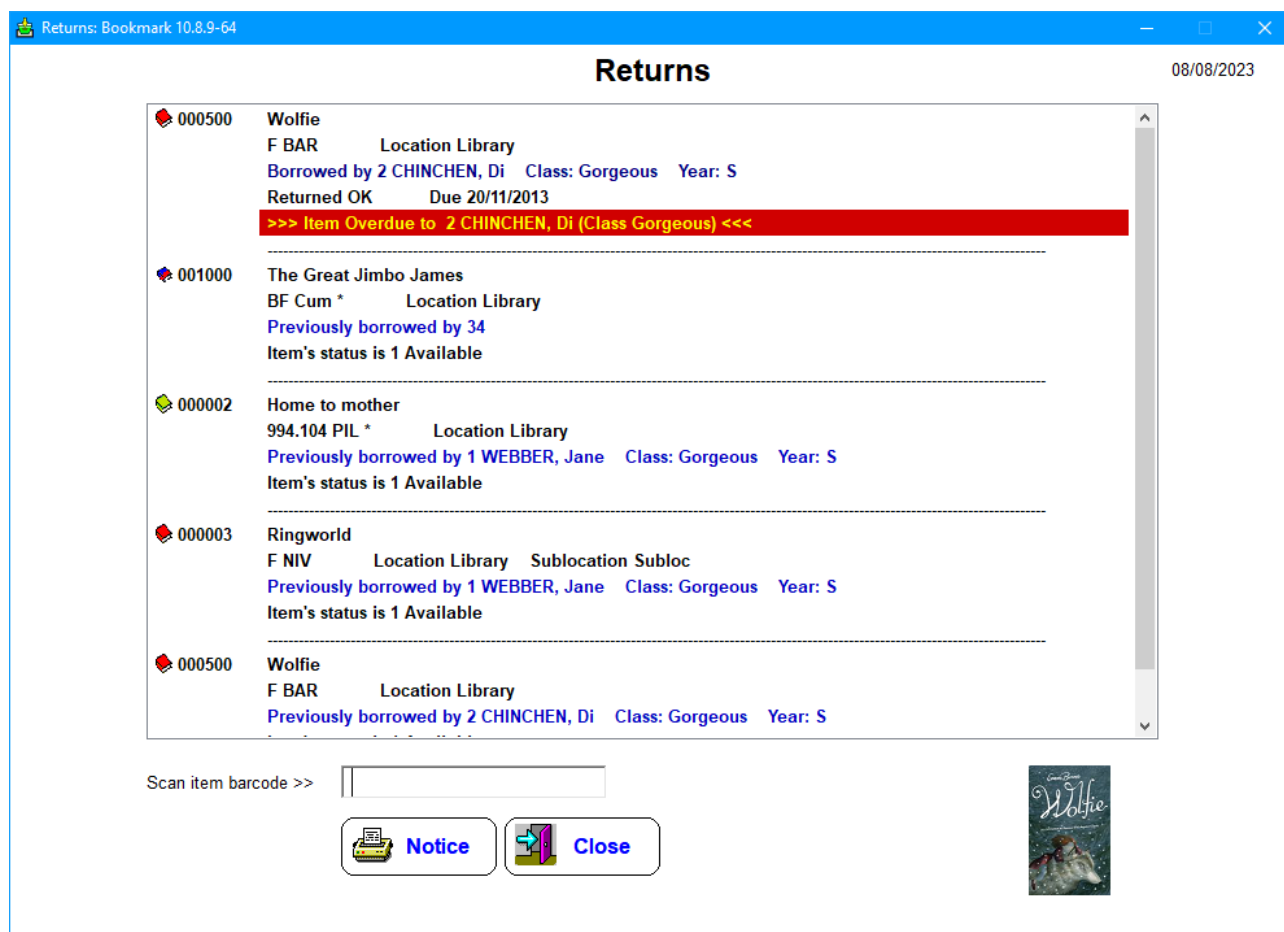 Returns: Bookmark 10.8.9-64
Returns
08/08/2023
000500 Wolfie
F BAR Location Library
Borrowed by 2 CHINCHEN, Di Class: Gorgeous Year: S
Returned OK Due 20/11/2013
>>> Item Overdue to 2 CHINCHEN, Di (Class Gorgeous) <<<
001000 The Great Jimbo James
BF Cum * Location Library
Previously borrowed by 34
Item's status is 1 Available
000002 Home to mother
994.104 PIL * Location Library
Previously borrowed by 1 WEBBER, Jane Class: Gorgeous Year: S
Item's status is 1 Available
000003 Ringworld
F NIV Location Library Sublocation Subloc
Previously borrowed by 1 WEBBER, Jane Class: Gorgeous Year: S
Item's status is 1 Available
000500 Wolfie
F BAR Location Library
Previously borrowed by 2 CHINCHEN, Di Class: Gorgeous Year: S
Scan item barcode >>
Wolfie
Notice
Close